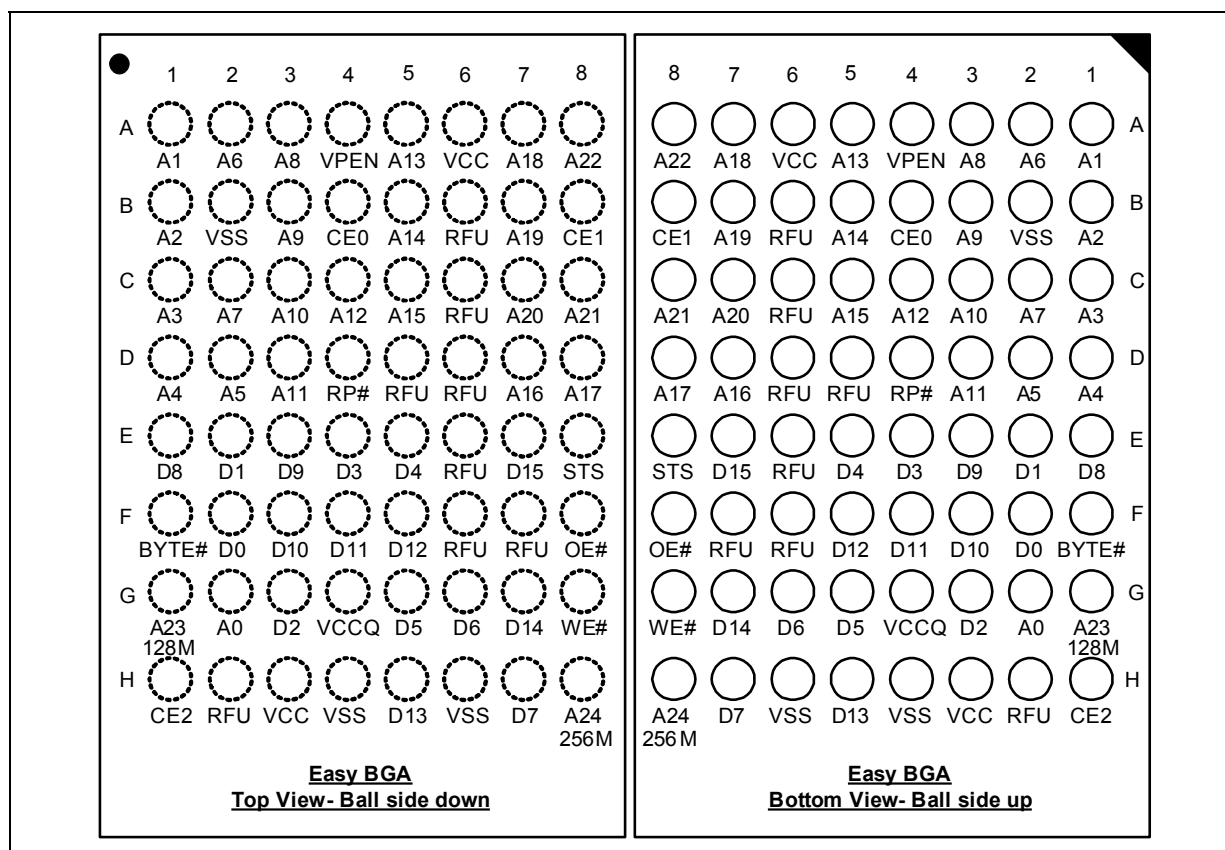 1 2 3 4 5 6 7 8
A
A1 A6 A8 VPEN A13 VCC A18 A22
B
A2 VSS A9 CE0 A14 RFU A19 CE1
C
A3 A7 A10 A12 A15 RFU A20 A21
D
A4 A5 A11 RP# RFU RFU A16 A17
E
D8 D1 D9 D3 D4 RFU D15 STS
F
BYTE# D0 D10 D11 D12 RFU RFU OE#
G
A23 A0 D2 VCCQ D5 D6 D14 WE#
128M
H
CE2 RFU VCC VSS D13 VSS D7 A24
256M
Easy BGA
Top View- Ball side down
8 7 6 5 4 3 2 1
A
A22 A18 VCC A13 VPEN A8 A6 A1
B
CE1 A19 RFU A14 CE0 A9 VSS A2
C
A21 A20 RFU A15 A12 A10 A7 A3
D
A17 A16 RFU RFU RP# A11 A5 A4
E
STS D15 RFU D4 D3 D9 D1 D8
F
OE# RFU RFU D12 D11 D10 D0 BYTE#
G
WE# D14 D6 D5 VCCQ D2 A0 A23
128M
H
A24 D7 VSS D13 VSS VCC RFU CE2
256M
Easy BGA
Bottom View- Ball side up